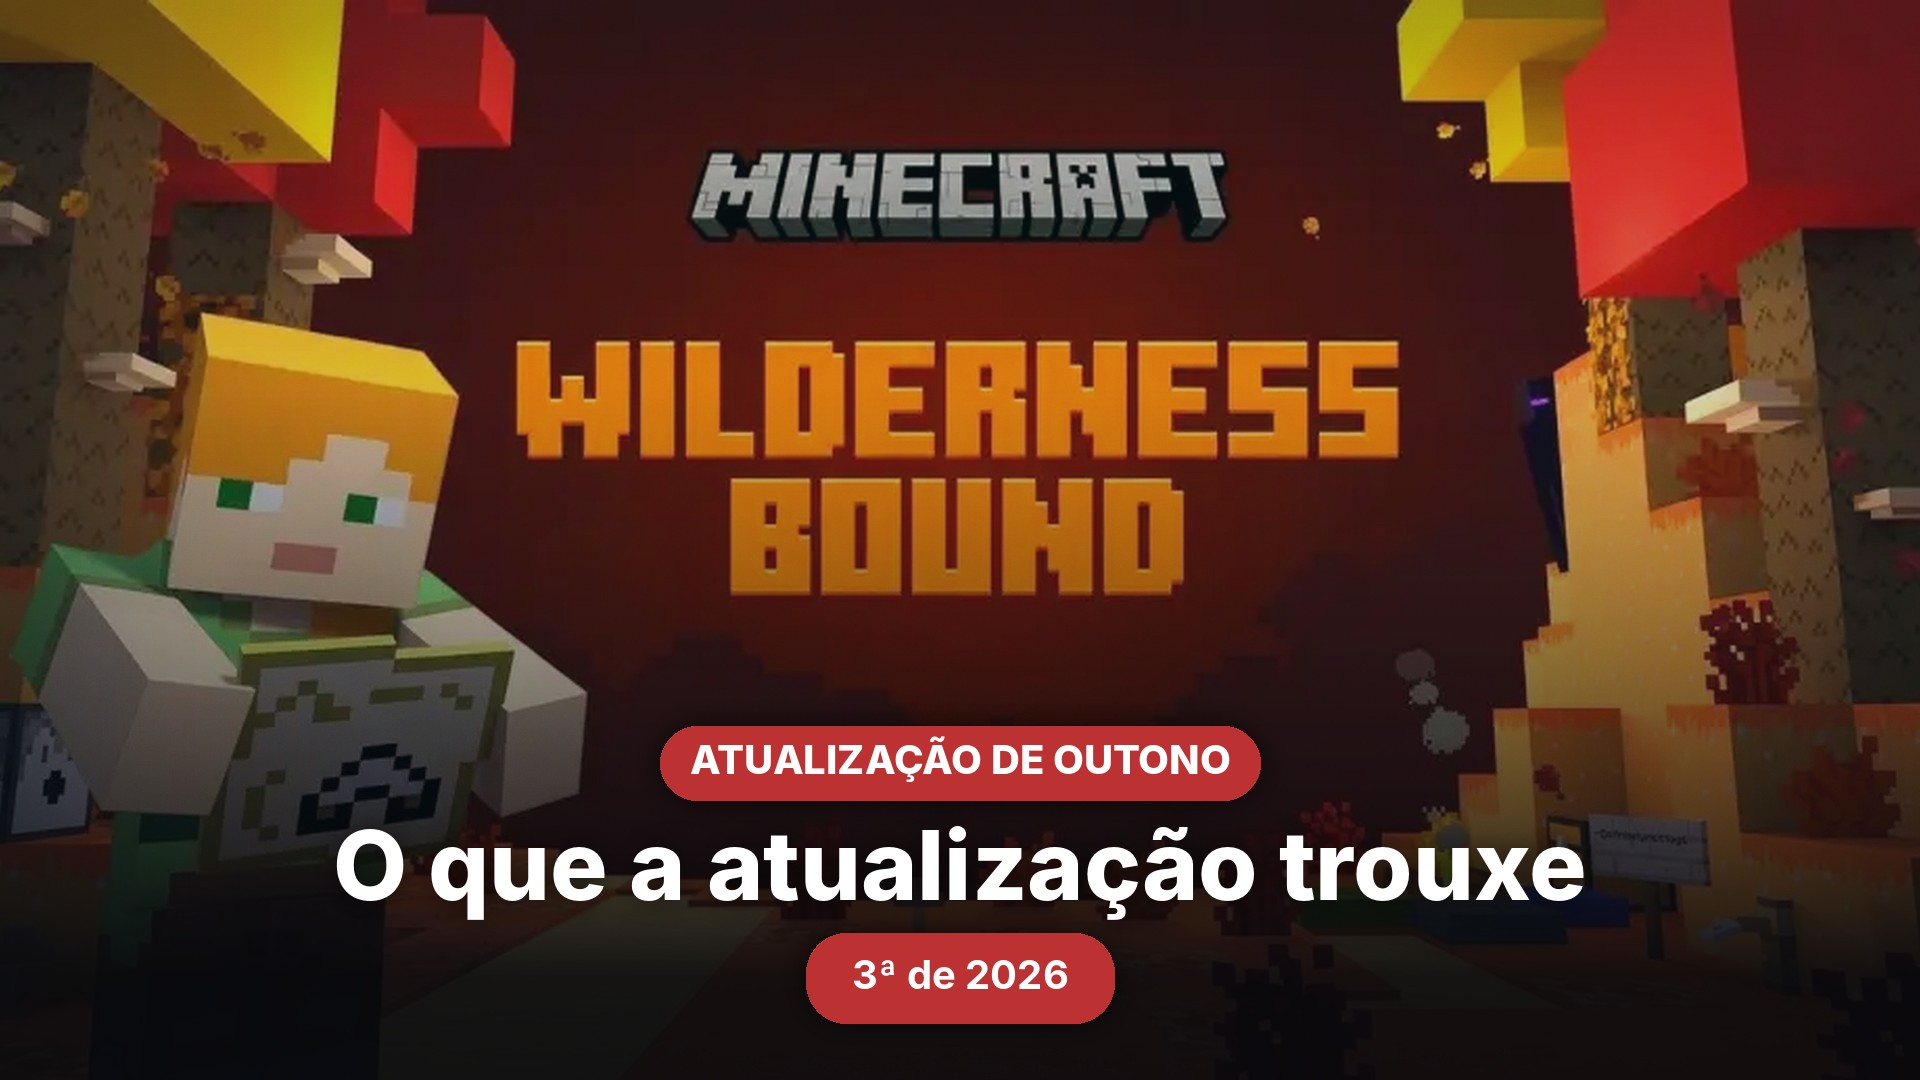 MINECRAFT
WILDERNESS
BOUND
ATUALIZAÇÃO DE OUTONO
O que a atualização trouxe
3ª de 2026